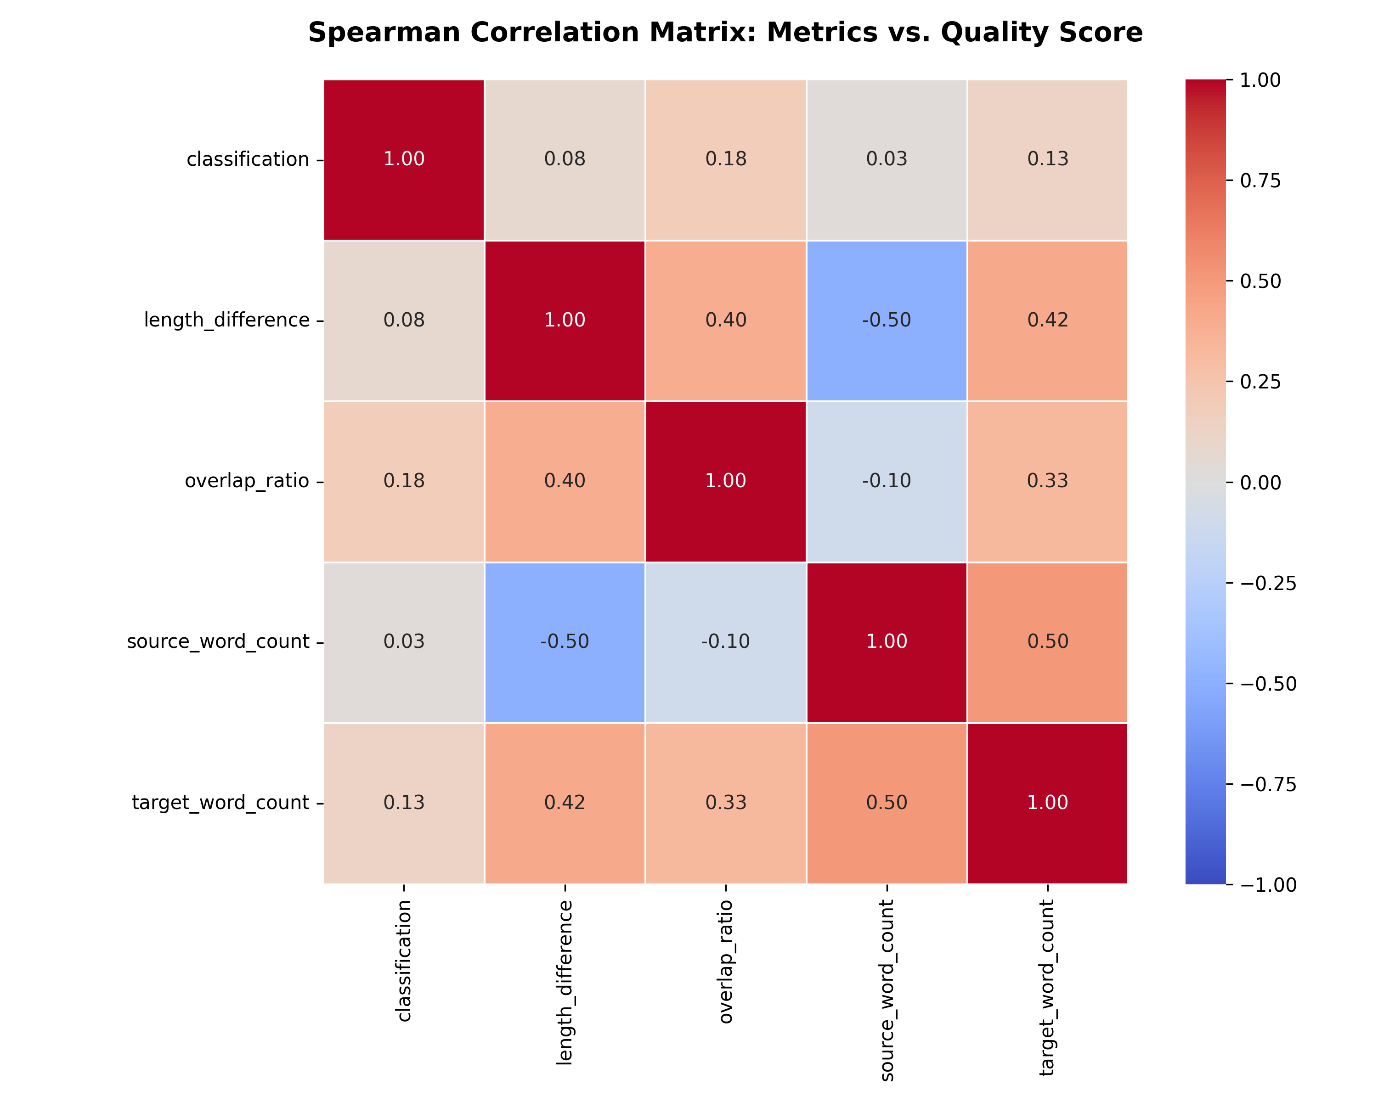 Spearman Correlation Matrix: Metrics vs. Quality Score
classification 1.00 0.08 0.18 0.03 0.13
length_difference 0.08 1.00 0.40 -0.50 0.42
overlap_ratio 0.18 0.40 1.00 -0.10 0.33
source_word_count 0.03 -0.50 -0.10 1.00 0.50
target_word_count 0.13 0.42 0.33 0.50 1.00
classification length_difference overlap_ratio source_word_count target_word_count
1.00
0.75
0.50
0.25
0.00
−0.25
−0.50
−0.75
−1.00